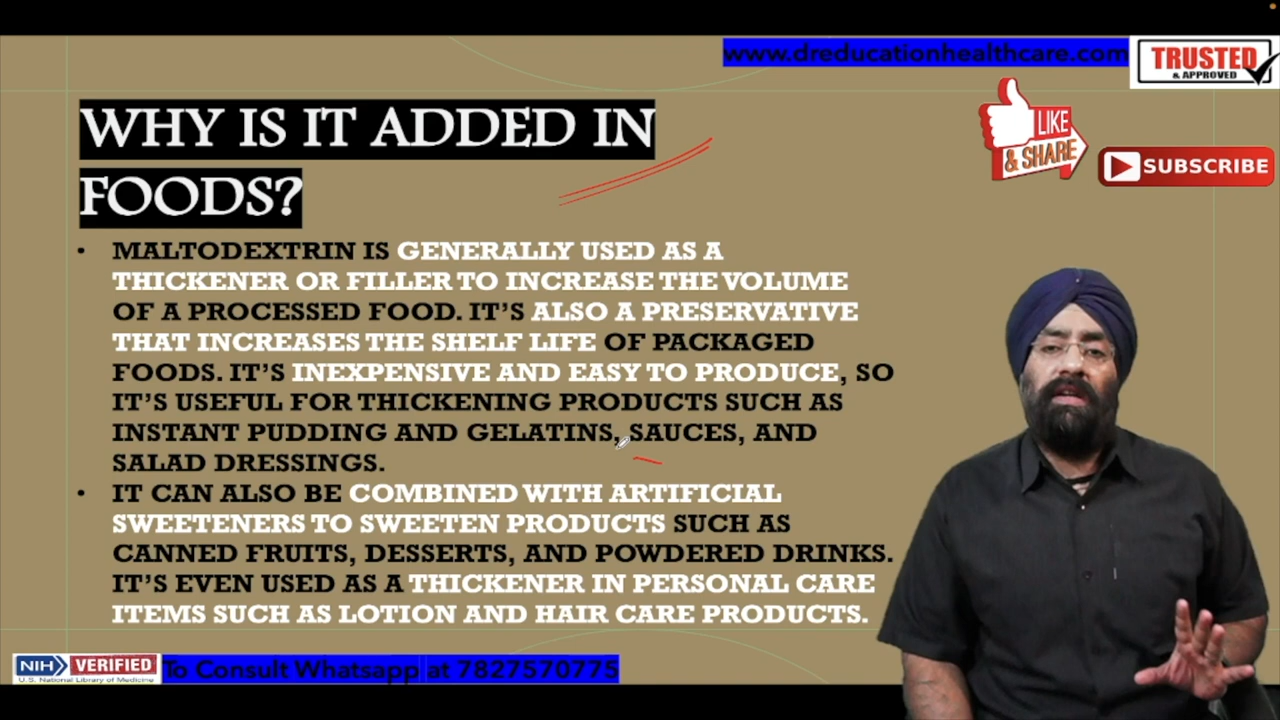 www.dreducationhealthcare.com
TRUSTED
& APPROVED
LIKE
& SHARE
SUBSCRIBE
WHY IS IT ADDED IN
FOODS?
• MALTODEXTRIN IS GENERALLY USED AS A
THICKENER OR FILLER TO INCREASE THE VOLUME
OF A PROCESSED FOOD. IT'S ALSO A PRESERVATIVE
THAT INCREASES THE SHELF LIFE OF PACKAGED
FOODS. IT'S INEXPENSIVE AND EASY TO PRODUCE, SO
IT'S USEFUL FOR THICKENING PRODUCTS SUCH AS
INSTANT PUDDING AND GELATINS, SAUCES, AND
SALAD DRESSINGS.
• IT CAN ALSO BE COMBINED WITH ARTIFICIAL
SWEETENERS TO SWEETEN PRODUCTS SUCH AS
CANNED FRUITS, DESSERTS, AND POWDERED DRINKS.
IT'S EVEN USED AS A THICKENER IN PERSONAL CARE
ITEMS SUCH AS LOTION AND HAIR CARE PRODUCTS.
NIH VERIFIED
U.S. National Library of Medicine
To Consult Whatsapp at 7827570775